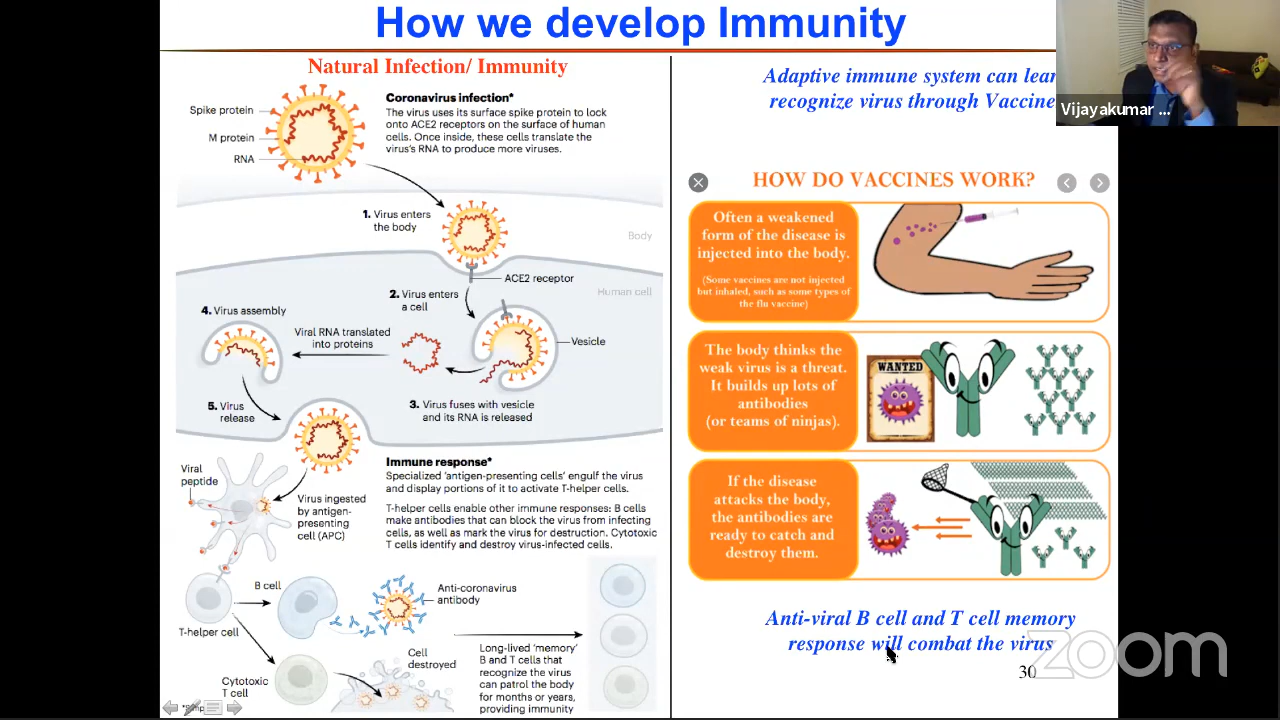 How we develop Immunity
Natural Infection/ Immunity
Spike protein
M protein
RNA
Coronavirus infection*
The virus uses its surface spike protein to lock
onto ACE2 receptors on the surface of human
cells. Once inside, these cells translate the
virus's RNA to produce more viruses.
1. Virus enters
the body
Body
ACE2 receptor
Human cell
2. Virus enters
a cell
4. Virus assembly
Viral RNA translated
into proteins
Vesicle
5. Virus
release
3. Virus fuses with vesicle
and its RNA is released
Viral
peptide
Virus ingested
by antigen-
presenting
cell (APC)
Immune response*
Specialized 'antigen-presenting cells' engulf the virus
and display portions of it to activate T-helper cells.
T-helper cells enable other immune responses: B cells
make antibodies that can block the virus from infecting
cells, as well as mark the virus for destruction. Cytotoxic
T cells identify and destroy virus-infected cells.
B cell
Anti-coronavirus
antibody
T-helper cell
Cell
destroyed
Cytotoxic
T cell
Long-lived 'memory'
B and T cells that
recognize the virus
can patrol the body
for months or years,
providing immunity
Adaptive immune system can lear
recognize virus through Vaccine
Vijayakumar ...
HOW DO VACCINES WORK?
Often a weakened
form of the disease is
injected into the body.
(Some vaccines are not injected
but inhaled, such as some types of
the flu vaccine)
The body thinks the
weak virus is a threat.
It builds up lots of
antibodies
(or teams of ninjas).
WANTED
If the disease
attacks the body,
the antibodies are
ready to catch and
destroy them.
Anti-viral B cell and T cell memory
response will combat the virus
30
zoom